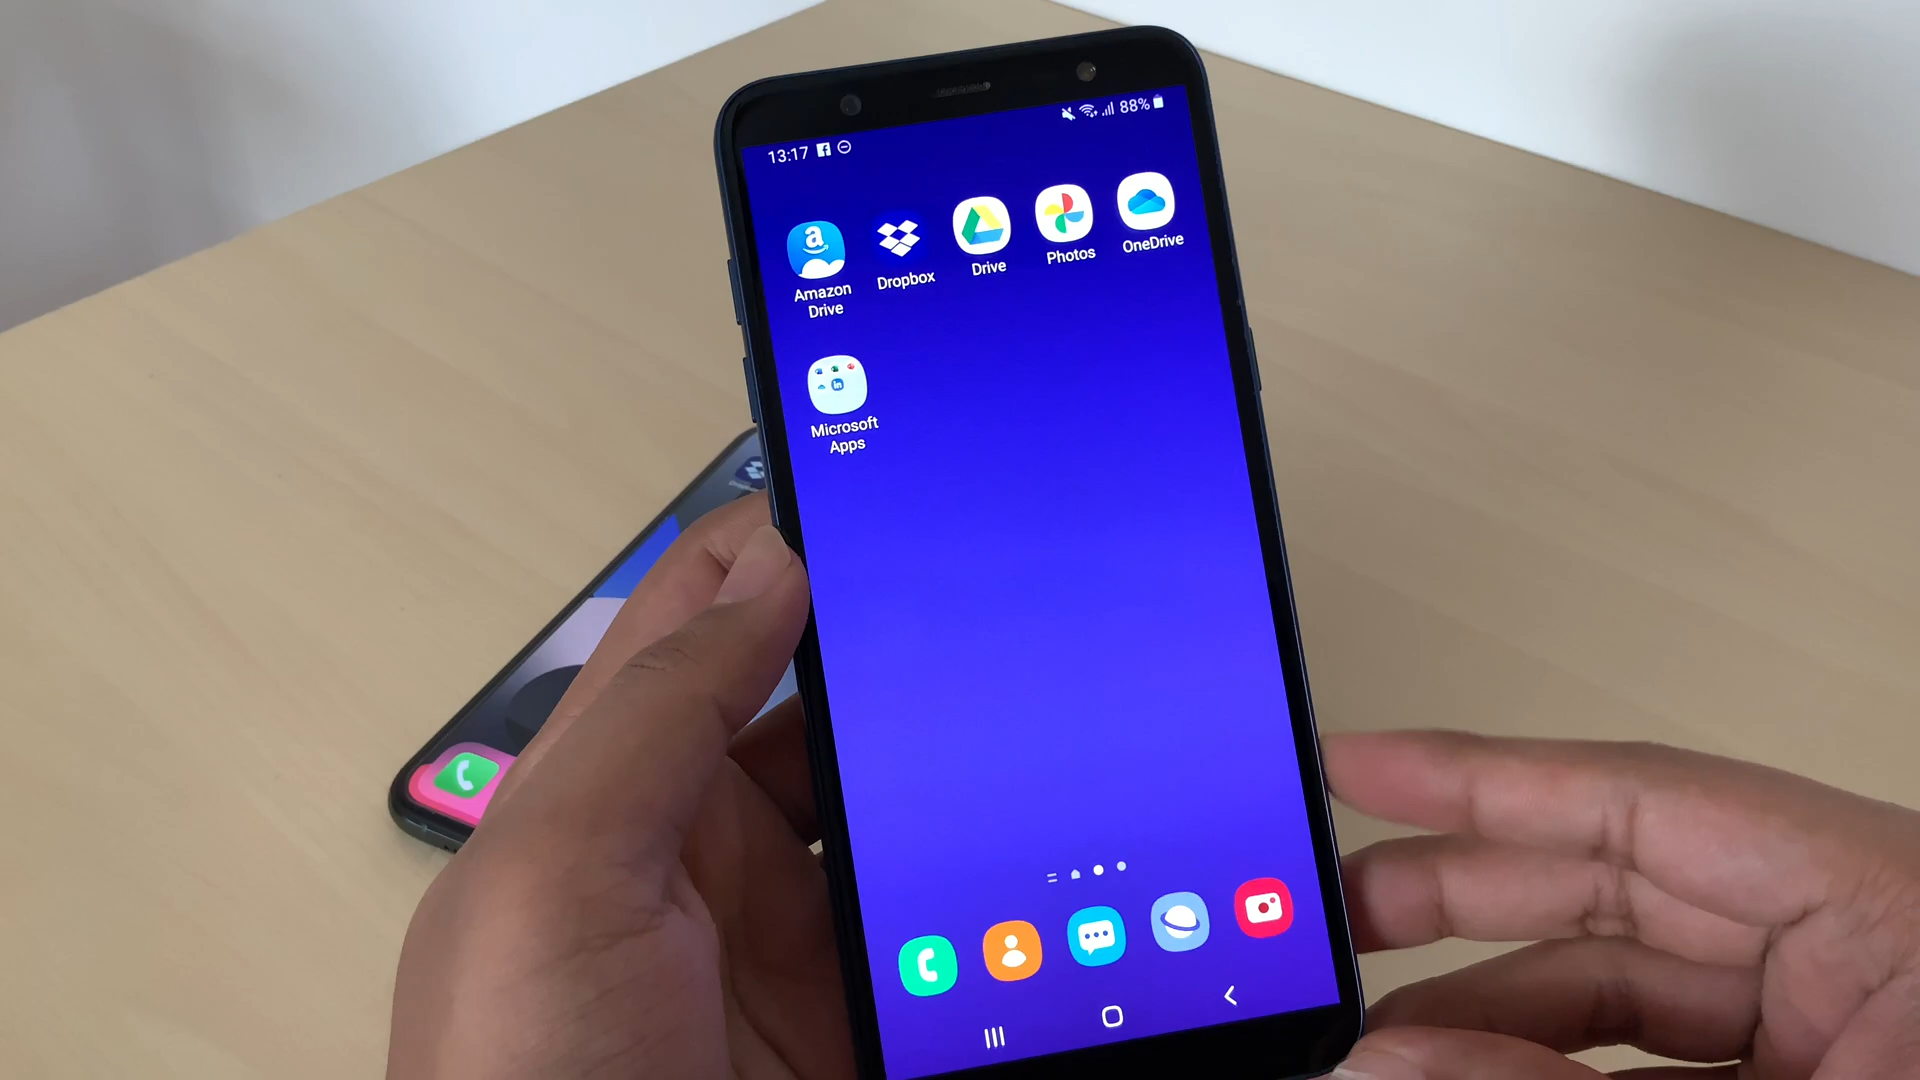 13:17
88%
Amazon
Drive
Dropbox
Drive
Photos
OneDrive
Microsoft
Apps